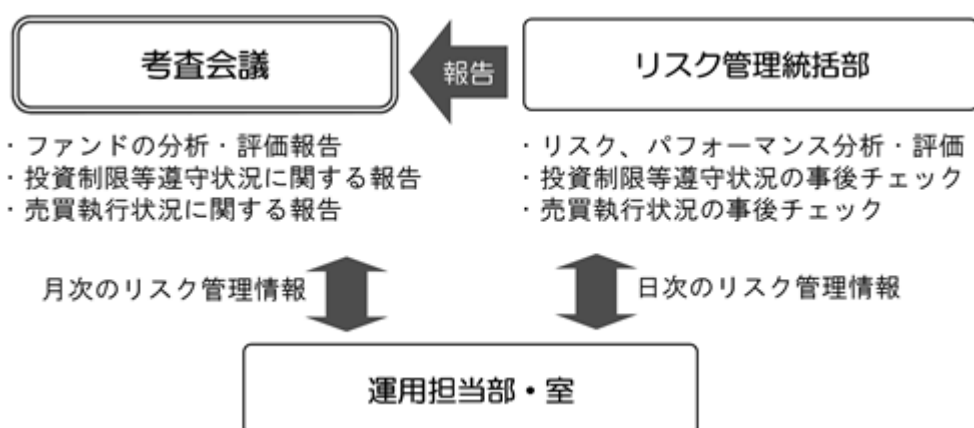 考査会議
報告
リスク管理統括部
・ファンドの分析・評価報告
・投資制限等遵守状況に関する報告
・売買執行状況に関する報告
・リスク、パフォーマンス分析・評価
・投資制限等遵守状況の事後チェック
・売買執行状況の事後チェック
月次のリスク管理情報
日次のリスク管理情報
運用担当部・室